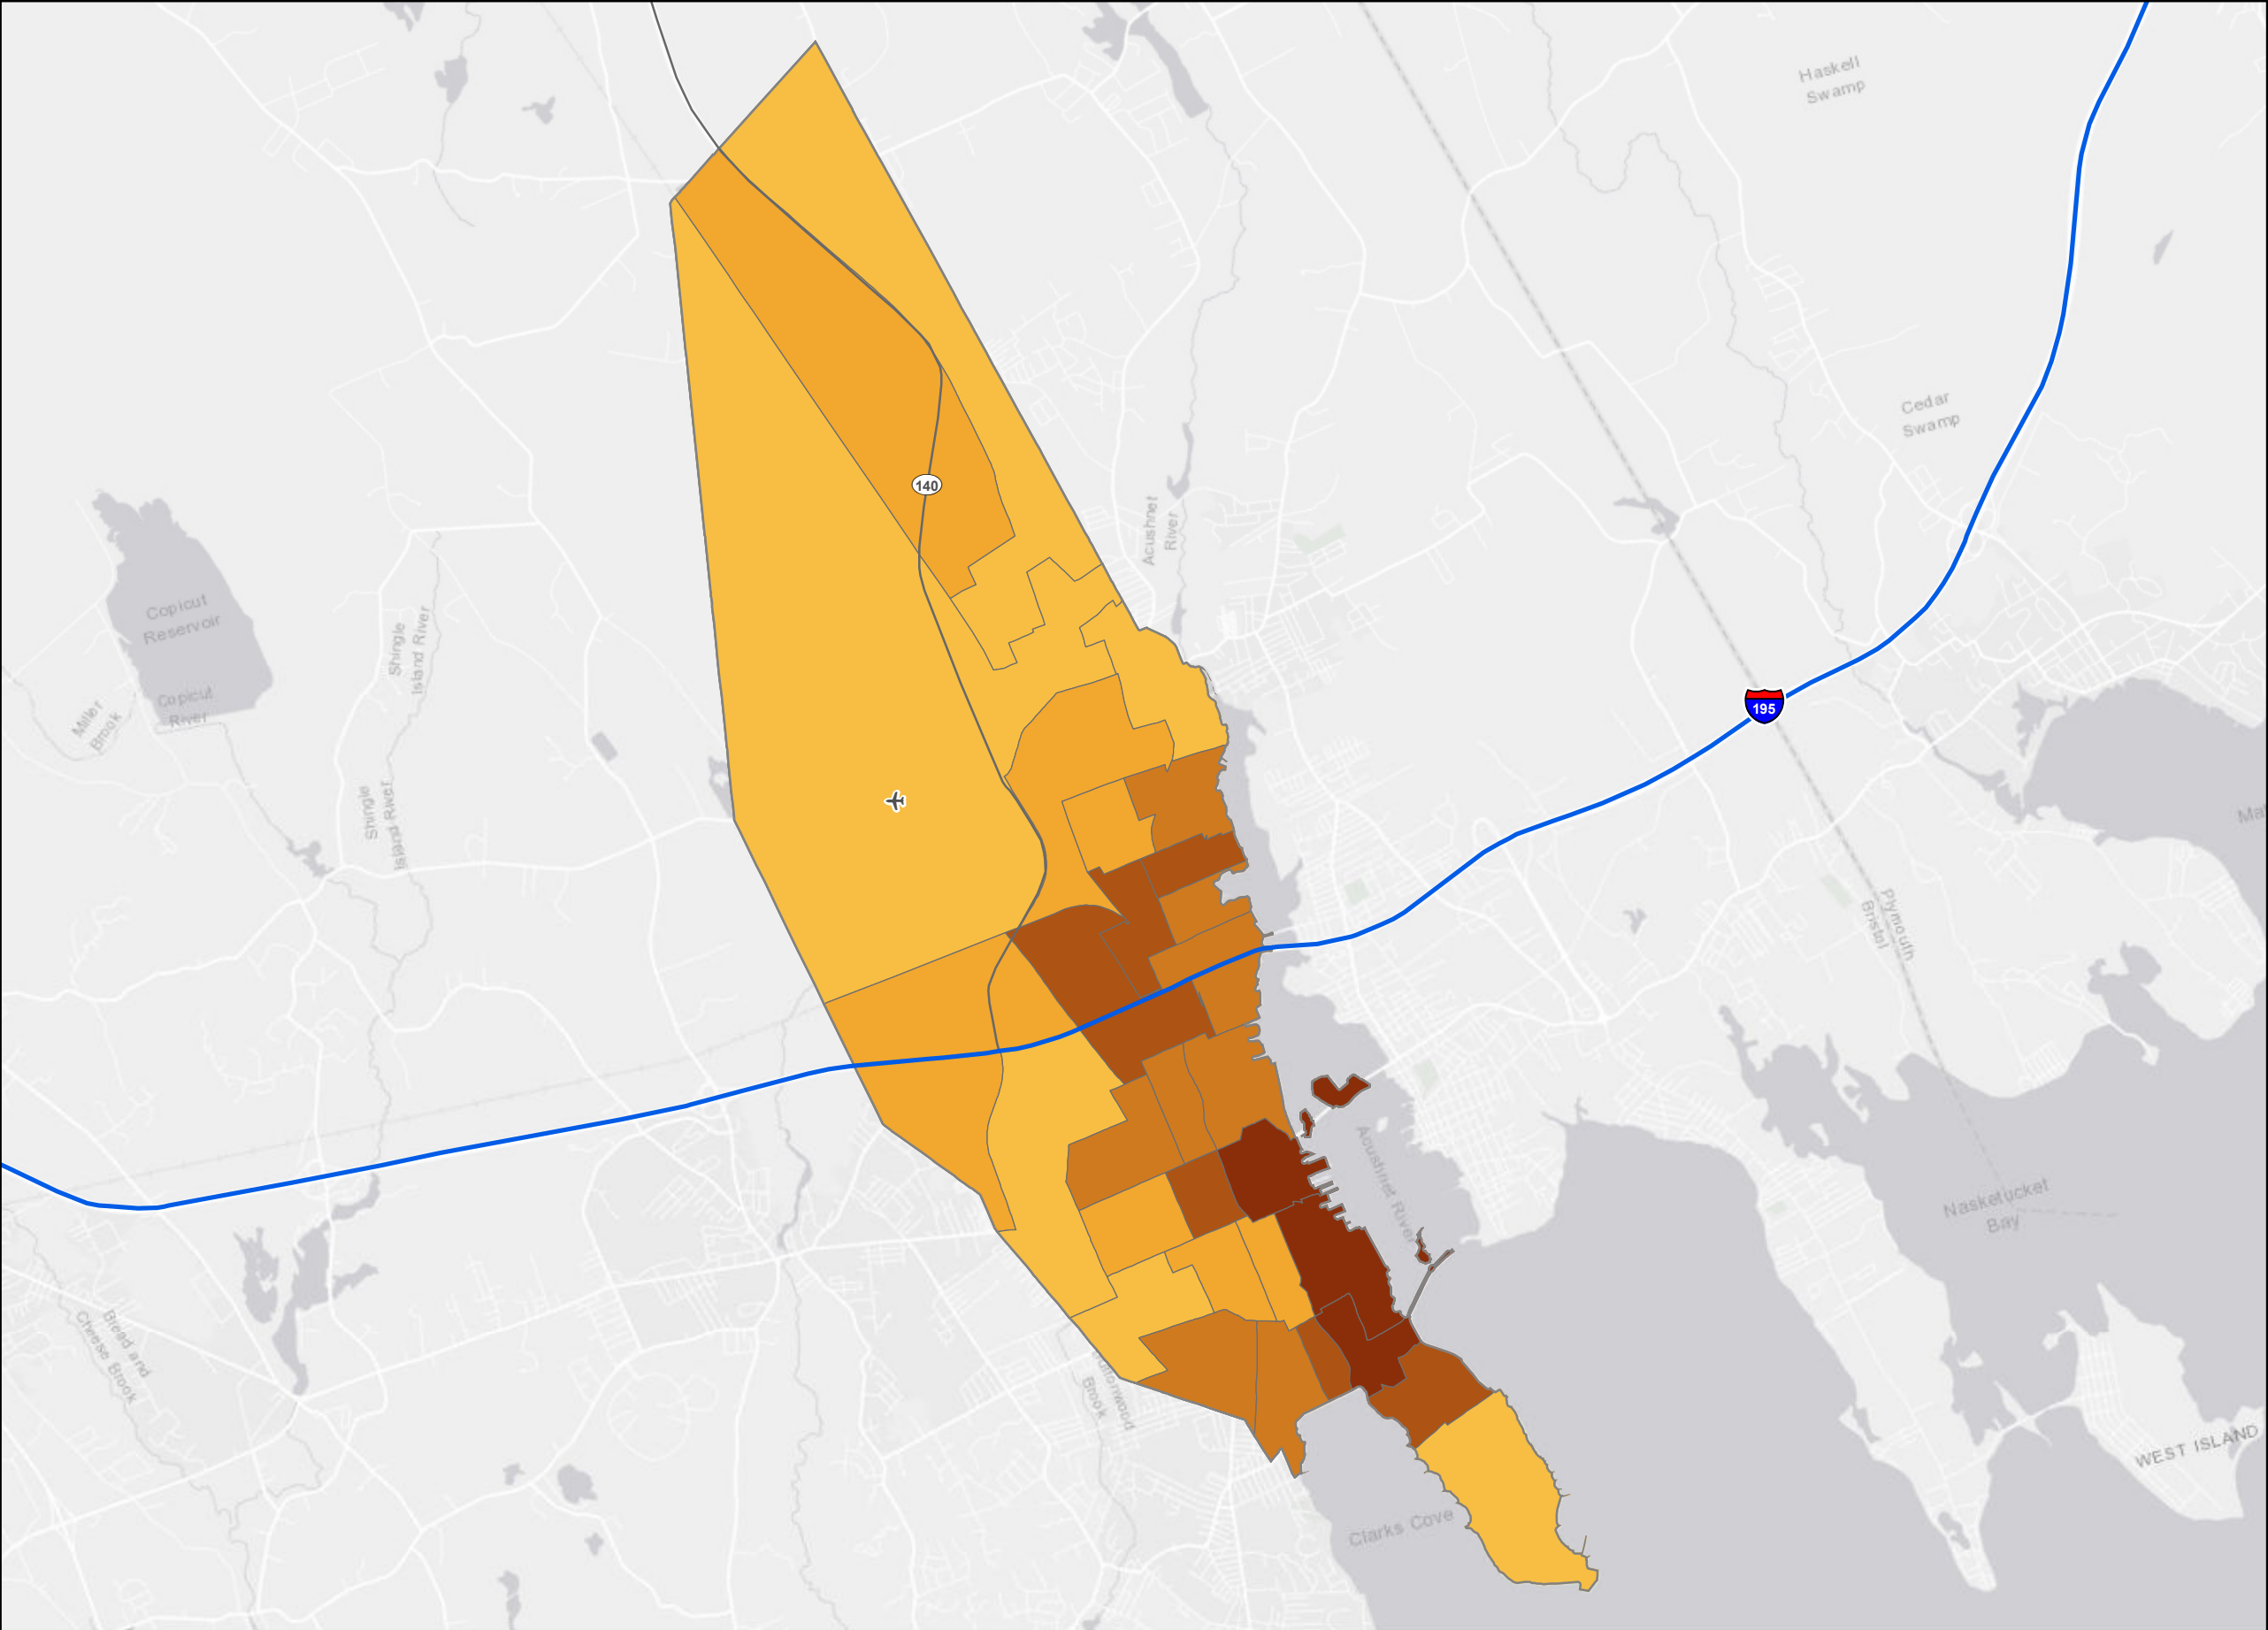 Haskell
Swamp
Cedar
Swamp
140
Acushnet
River
Copicut
Reservoir
Shingle
Island River
Copicut
River
Miller
Brook
195
Shingle
Island River
Plymouth
Bristol
Acushnet River
Nasketucket
Bay
Bread and
Cheese Brook
Brook
WEST ISLAND
Clarks Cove